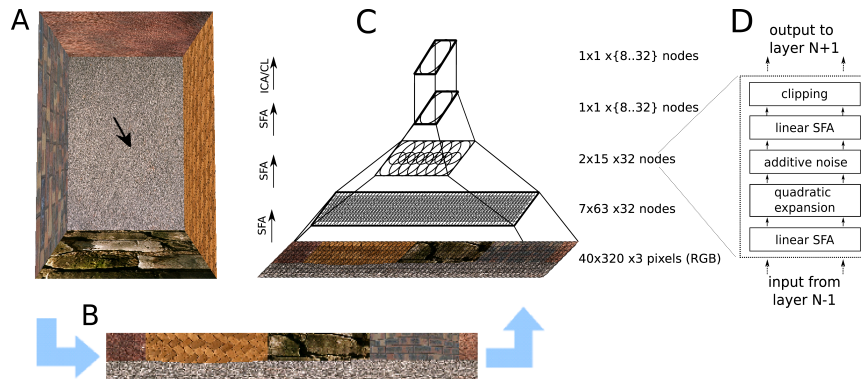 A
B
C
D
ICA/CL
SFA
SFA
SFA
1x1 x{8..32} nodes
1x1 x{8..32} nodes
2x15 x32 nodes
7x63 x32 nodes
40x320 x3 pixels (RGB)
output to
layer N+1
clipping
linear SFA
additive noise
quadratic
expansion
linear SFA
input from
layer N-1